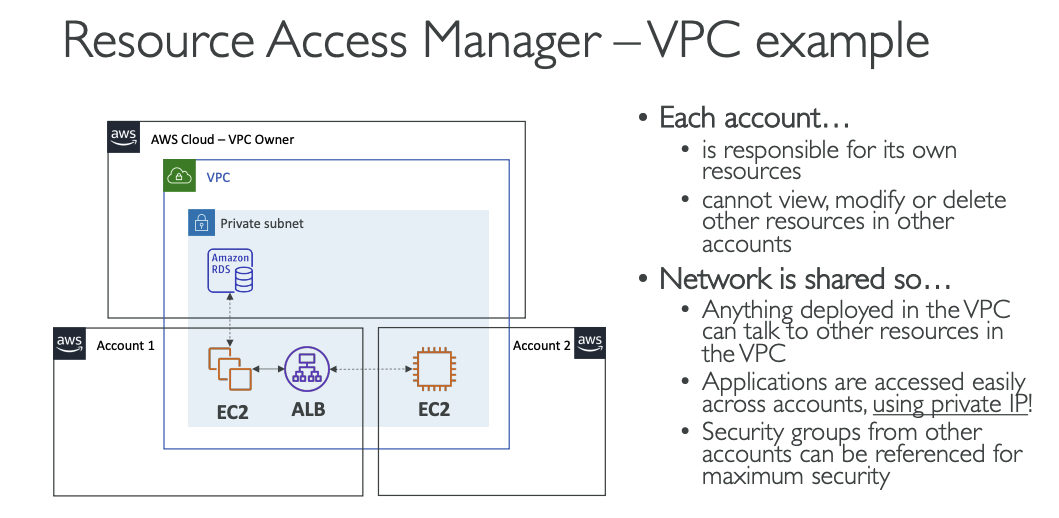 Resource Access Manager – VPC example
aws
AWS Cloud – VPC Owner
VPC
Private subnet
Amazon
RDS
aws
Account 1
Account 2
aws
EC2
ALB
EC2
• Each account…
• is responsible for its own
resources
• cannot view, modify or delete
other resources in other
accounts
• Network is shared so…
• Anything deployed in the VPC
can talk to other resources in
the VPC
• Applications are accessed easily
across accounts, using private IP!
• Security groups from other
accounts can be referenced for
maximum security